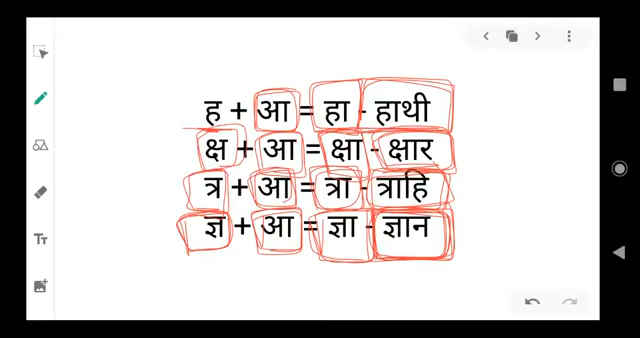 ह + आ = हा - हाथी
क्ष + आ = क्षा - क्षार
त्र + आ = त्रा - त्राहि
ज्ञ + आ = ज्ञा - ज्ञान